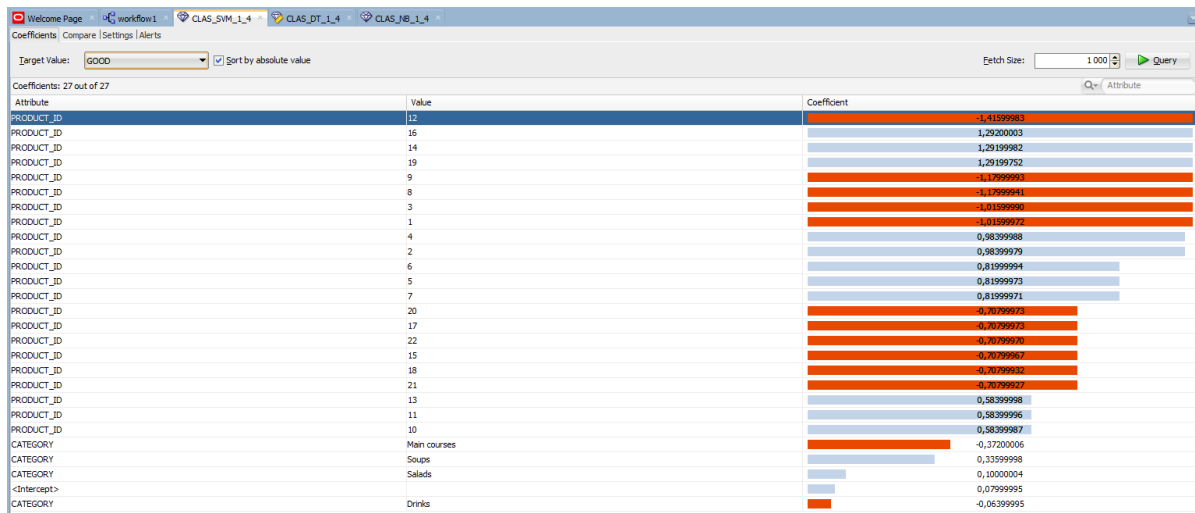 Welcome Page workflow1 CLAS_SVM_1_4 CLAS_DT_1_4 CLAS_NB_1_4
Coefficients Compare Settings Alerts
Target Value: GOOD Sort by absolute value Fetch Size: 1 000 Query
Coefficients: 27 out of 27 Attribute
Attribute Value Coefficient
PRODUCT_ID 12 -1,41599983
PRODUCT_ID 16 1,29200003
PRODUCT_ID 14 1,29199982
PRODUCT_ID 19 1,29199752
PRODUCT_ID 9 -1,17999993
PRODUCT_ID 8 -1,17999941
PRODUCT_ID 3 -1,01599990
PRODUCT_ID 1 -1,01599972
PRODUCT_ID 4 0,98399988
PRODUCT_ID 2 0,98399979
PRODUCT_ID 6 0,81999994
PRODUCT_ID 5 0,81999973
PRODUCT_ID 7 0,81999971
PRODUCT_ID 20 -0,70799973
PRODUCT_ID 17 -0,70799973
PRODUCT_ID 22 -0,70799970
PRODUCT_ID 15 -0,70799967
PRODUCT_ID 18 -0,70799932
PRODUCT_ID 21 -0,70799927
PRODUCT_ID 13 0,58399998
PRODUCT_ID 11 0,58399996
PRODUCT_ID 10 0,58399987
CATEGORY Main courses -0,37200006
CATEGORY Soups 0,33599998
CATEGORY Salads 0,10000004
<Intercept> 0,07999995
CATEGORY Drinks -0,06399995